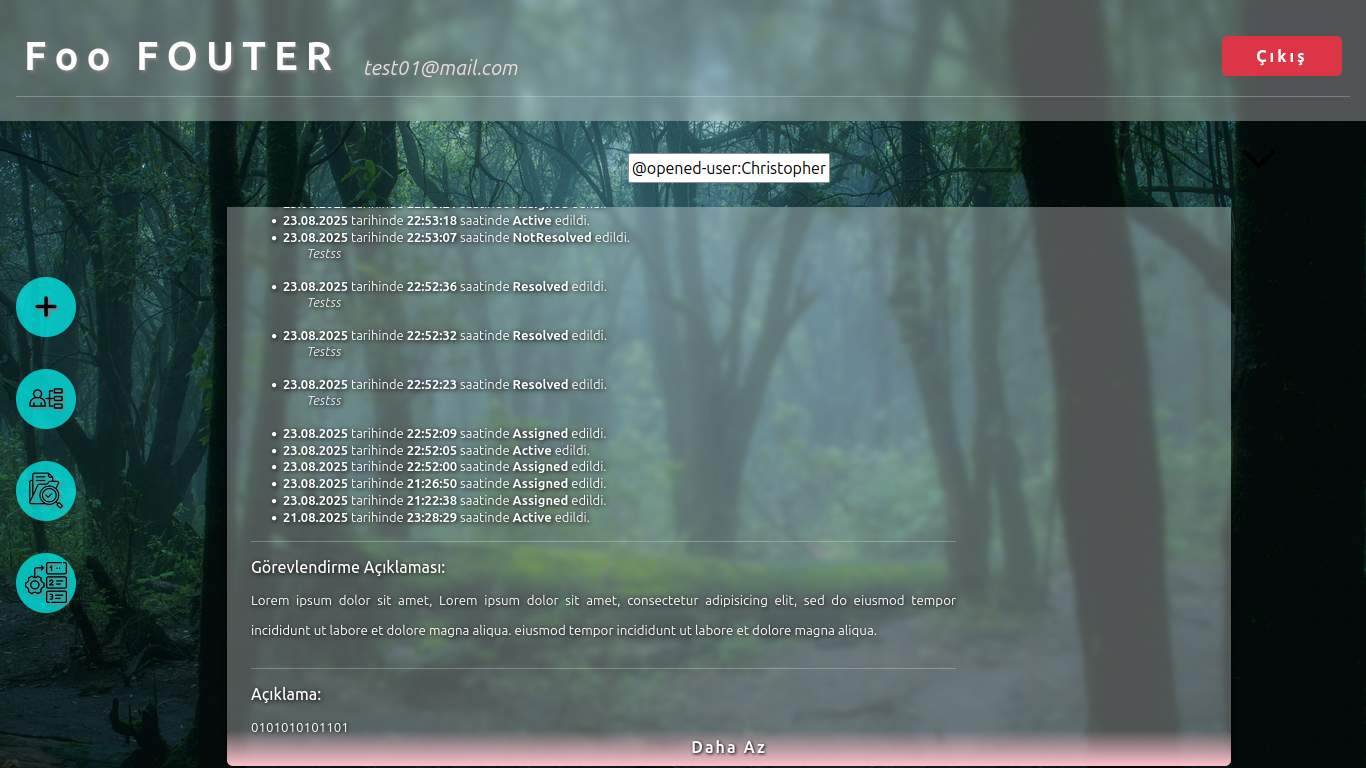 Foo FOUTER
test01@mail.com
Çıkış
@opened-user:Christopher
• 23.08.2025 tarihinde 22:53:18 saatinde Active edildi.
• 23.08.2025 tarihinde 22:53:07 saatinde NotResolved edildi.
Testss
• 23.08.2025 tarihinde 22:52:36 saatinde Resolved edildi.
Testss
• 23.08.2025 tarihinde 22:52:32 saatinde Resolved edildi.
Testss
• 23.08.2025 tarihinde 22:52:23 saatinde Resolved edildi.
Testss
• 23.08.2025 tarihinde 22:52:09 saatinde Assigned edildi.
• 23.08.2025 tarihinde 22:52:05 saatinde Active edildi.
• 23.08.2025 tarihinde 22:52:00 saatinde Assigned edildi.
• 23.08.2025 tarihinde 21:26:50 saatinde Assigned edildi.
• 23.08.2025 tarihinde 21:22:38 saatinde Assigned edildi.
• 21.08.2025 tarihinde 23:28:29 saatinde Active edildi.
Görevlendirme Açıklaması:
Lorem ipsum dolor sit amet, Lorem ipsum dolor sit amet, consectetur adipisicing elit, sed do eiusmod tempor
incididunt ut labore et dolore magna aliqua. eiusmod tempor incididunt ut labore et dolore magna aliqua.
Açıklama:
0101010101101
Daha Az